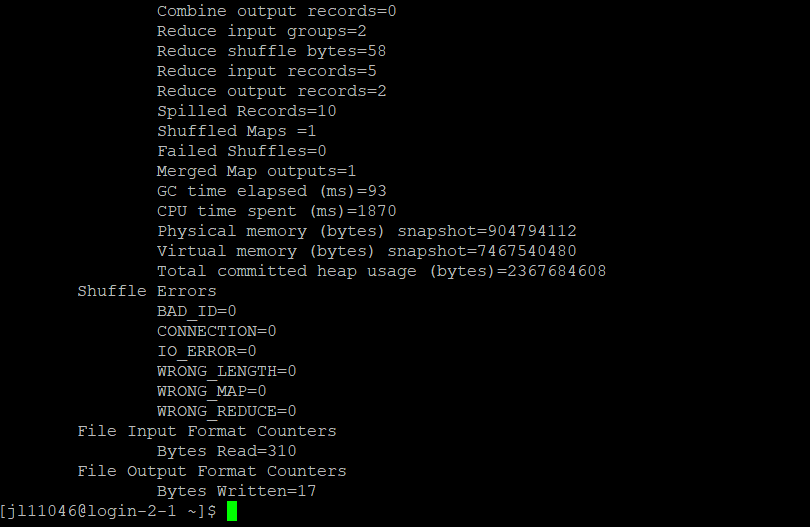 Combine output records=0
Reduce input groups=2
Reduce shuffle bytes=58
Reduce input records=5
Reduce output records=2
Spilled Records=10
Shuffled Maps =1
Failed Shuffles=0
Merged Map outputs=1
GC time elapsed (ms)=93
CPU time spent (ms)=1870
Physical memory (bytes) snapshot=904794112
Virtual memory (bytes) snapshot=7467540480
Total committed heap usage (bytes)=2367684608
Shuffle Errors
BAD_ID=0
CONNECTION=0
IO_ERROR=0
WRONG_LENGTH=0
WRONG_MAP=0
WRONG_REDUCE=0
File Input Format Counters
Bytes Read=310
File Output Format Counters
Bytes Written=17
[jl11046@login-2-1 ~]$